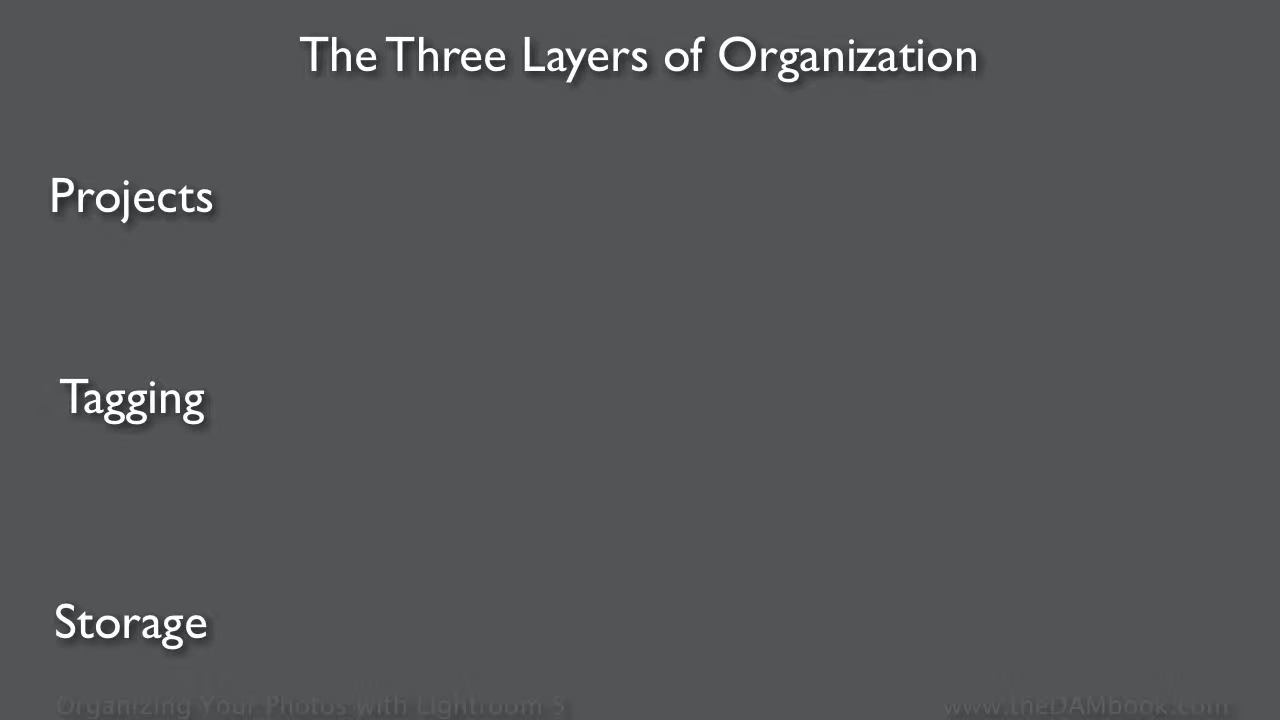 The Three Layers of Organization
Projects
Tagging
Storage
Organizing Your Photos with Lightroom 5
www.theDAMbook.com